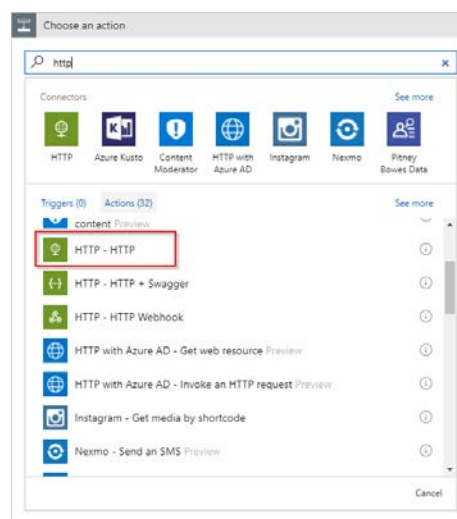 Choose an action
http
Connectors
See more
HTTP
Azure Kusto
Content
Moderator
HTTP with
Azure AD
Instagram
Nexmo
Pitney
Bowes Data
Triggers (0)
Actions (32)
See more
content Preview
HTTP - HTTP
HTTP - HTTP + Swagger
HTTP - HTTP Webhook
HTTP with Azure AD - Get web resource Preview
HTTP with Azure AD - Invoke an HTTP request Preview
Instagram - Get media by shortcode
Nexmo - Send an SMS Preview
Cancel